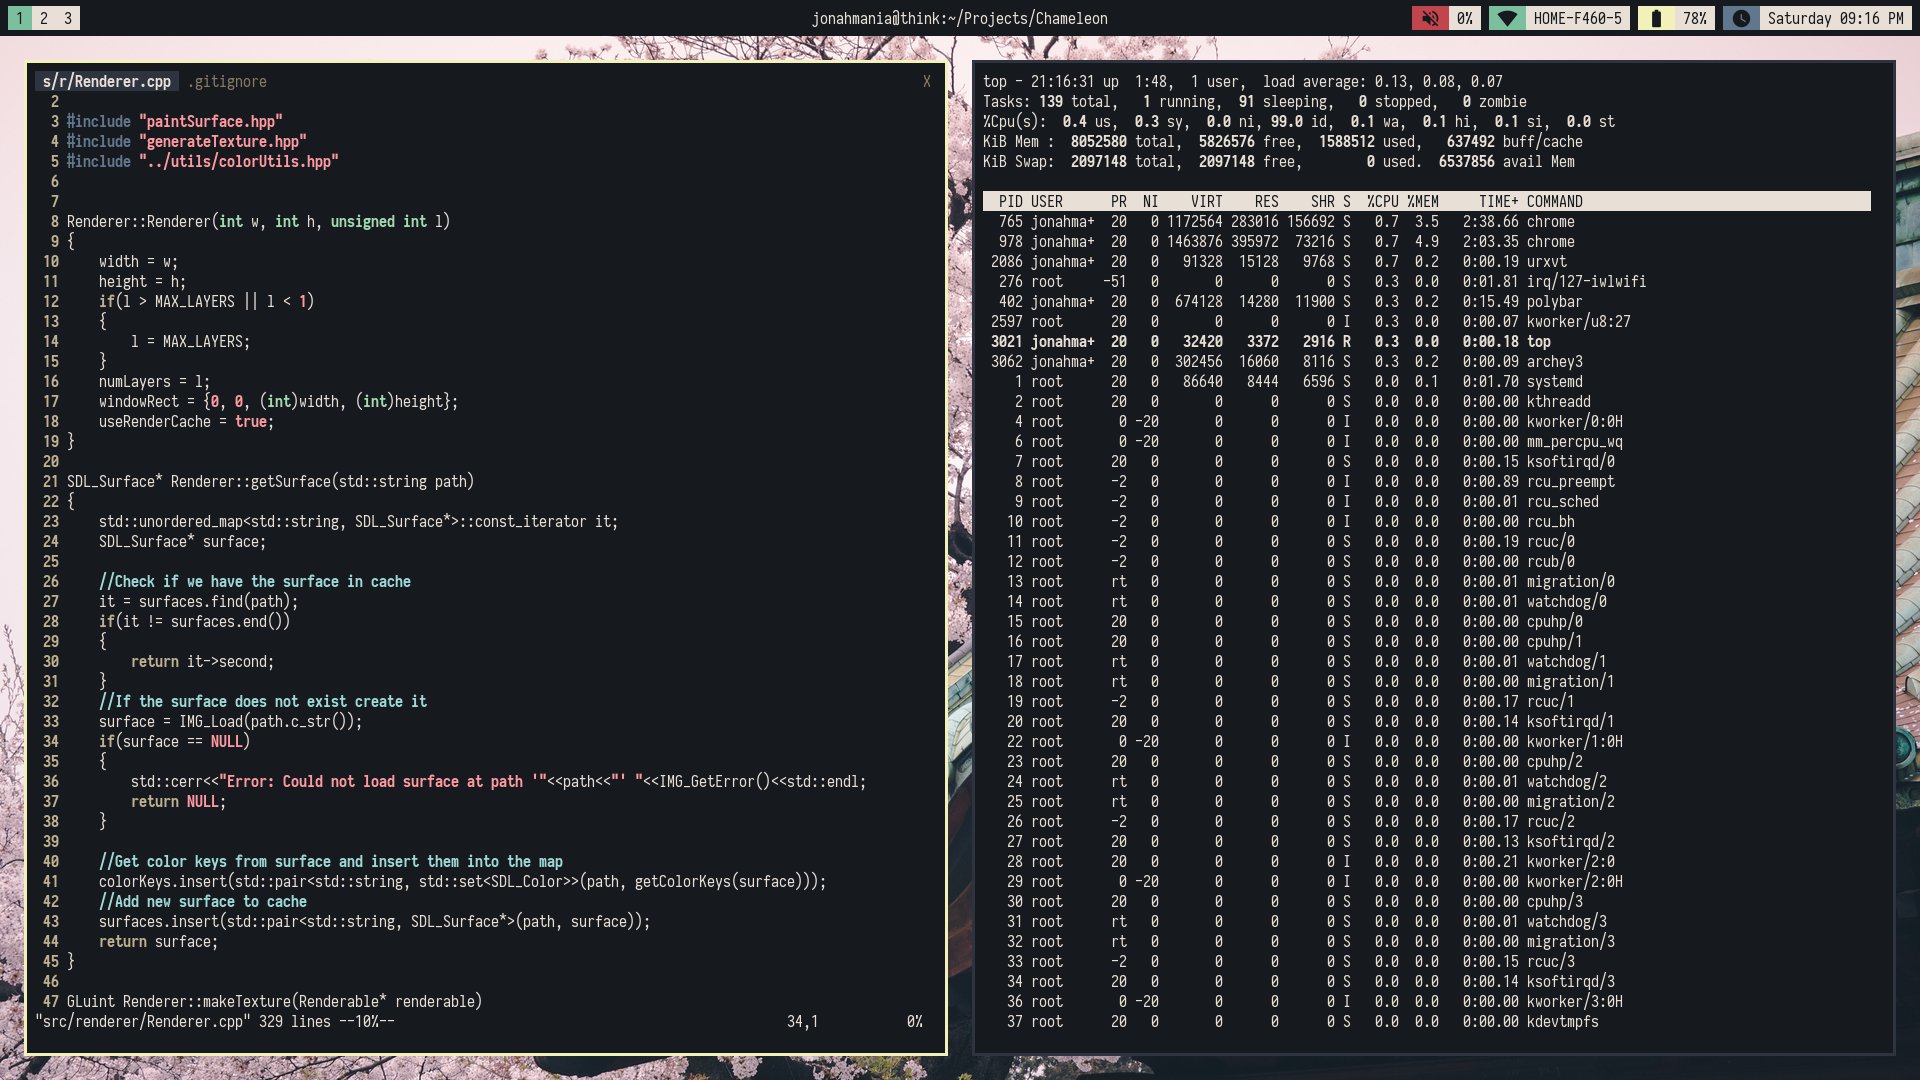 1 2 3
jonahmania@think:~/Projects/Chameleon
0% HOME-F460-5 78% Saturday 09:16 PM
s/r/Renderer.cpp .gitignore X
2
3 #include "paintSurface.hpp"
4 #include "generateTexture.hpp"
5 #include "../utils/colorUtils.hpp"
6
7
8 Renderer::Renderer(int w, int h, unsigned int l)
9 {
10     width = w;
11     height = h;
12     if(l > MAX_LAYERS || l < 1)
13     {
14         l = MAX_LAYERS;
15     }
16     numLayers = l;
17     windowRect = {0, 0, (int)width, (int)height};
18     useRenderCache = true;
19 }
20
21 SDL_Surface* Renderer::getSurface(std::string path)
22 {
23     std::unordered_map<std::string, SDL_Surface*>::const_iterator it;
24     SDL_Surface* surface;
25
26     //Check if we have the surface in cache
27     it = surfaces.find(path);
28     if(it != surfaces.end())
29     {
30         return it->second;
31     }
32     //If the surface does not exist create it
33     surface = IMG_Load(path.c_str());
34     if(surface == NULL)
35     {
36         std::cerr<<"Error: Could not load surface at path '"<<path<<"' "<<IMG_GetError()<<std::endl;
37         return NULL;
38     }
39
40     //Get color keys from surface and insert them into the map
41     colorKeys.insert(std::pair<std::string, std::set<SDL_Color>>(path, getColorKeys(surface)));
42     //Add new surface to cache
43     surfaces.insert(std::pair<std::string, SDL_Surface*>(path, surface));
44     return surface;
45 }
46
47 GLuint Renderer::makeTexture(Renderable* renderable)
"src/renderer/Renderer.cpp" 329 lines --10%-- 34,1 0%
top - 21:16:31 up  1:48,  1 user,  load average: 0.13, 0.08, 0.07
Tasks: 139 total,   1 running,  91 sleeping,   0 stopped,   0 zombie
%Cpu(s):  0.4 us,  0.3 sy,  0.0 ni, 99.0 id,  0.1 wa,  0.1 hi,  0.1 si,  0.0 st
KiB Mem :  8052580 total,  5826576 free,  1588512 used,   637492 buff/cache
KiB Swap:  2097148 total,  2097148 free,        0 used.  6537856 avail Mem
PID USER PR NI VIRT RES SHR S %CPU %MEM TIME+ COMMAND
765 jonahma+ 20 0 1172564 283016 156692 S 0.7 3.5 2:38.66 chrome
978 jonahma+ 20 0 1463876 395972 73216 S 0.7 4.9 2:03.35 chrome
2086 jonahma+ 20 0 91328 15128 9768 S 0.7 0.2 0:00.19 urxvt
276 root -51 0 0 0 0 S 0.3 0.0 0:01.81 irq/127-iwlwifi
402 jonahma+ 20 0 674128 14280 11900 S 0.3 0.2 0:15.49 polybar
2597 root 20 0 0 0 0 I 0.3 0.0 0:00.07 kworker/u8:27
3021 jonahma+ 20 0 32420 3372 2916 R 0.3 0.0 0:00.18 top
3062 jonahma+ 20 0 302456 16060 8116 S 0.3 0.2 0:00.09 archey3
1 root 20 0 86640 8444 6596 S 0.0 0.1 0:01.70 systemd
2 root 20 0 0 0 0 S 0.0 0.0 0:00.00 kthreadd
4 root 0 -20 0 0 0 I 0.0 0.0 0:00.00 kworker/0:0H
6 root 0 -20 0 0 0 I 0.0 0.0 0:00.00 mm_percpu_wq
7 root 20 0 0 0 0 S 0.0 0.0 0:00.15 ksoftirqd/0
8 root -2 0 0 0 0 I 0.0 0.0 0:00.89 rcu_preempt
9 root -2 0 0 0 0 I 0.0 0.0 0:00.01 rcu_sched
10 root -2 0 0 0 0 I 0.0 0.0 0:00.00 rcu_bh
11 root -2 0 0 0 0 S 0.0 0.0 0:00.19 rcuc/0
12 root -2 0 0 0 0 S 0.0 0.0 0:00.00 rcub/0
13 root rt 0 0 0 0 S 0.0 0.0 0:00.01 migration/0
14 root rt 0 0 0 0 S 0.0 0.0 0:00.01 watchdog/0
15 root 20 0 0 0 0 S 0.0 0.0 0:00.00 cpuhp/0
16 root 20 0 0 0 0 S 0.0 0.0 0:00.00 cpuhp/1
17 root rt 0 0 0 0 S 0.0 0.0 0:00.01 watchdog/1
18 root rt 0 0 0 0 S 0.0 0.0 0:00.00 migration/1
19 root -2 0 0 0 0 S 0.0 0.0 0:00.17 rcuc/1
20 root 20 0 0 0 0 S 0.0 0.0 0:00.14 ksoftirqd/1
22 root 0 -20 0 0 0 I 0.0 0.0 0:00.00 kworker/1:0H
23 root 20 0 0 0 0 S 0.0 0.0 0:00.00 cpuhp/2
24 root rt 0 0 0 0 S 0.0 0.0 0:00.01 watchdog/2
25 root rt 0 0 0 0 S 0.0 0.0 0:00.00 migration/2
26 root -2 0 0 0 0 S 0.0 0.0 0:00.17 rcuc/2
27 root 20 0 0 0 0 S 0.0 0.0 0:00.13 ksoftirqd/2
28 root 20 0 0 0 0 I 0.0 0.0 0:00.21 kworker/2:0
29 root 0 -20 0 0 0 I 0.0 0.0 0:00.00 kworker/2:0H
30 root 20 0 0 0 0 S 0.0 0.0 0:00.00 cpuhp/3
31 root rt 0 0 0 0 S 0.0 0.0 0:00.01 watchdog/3
32 root rt 0 0 0 0 S 0.0 0.0 0:00.00 migration/3
33 root -2 0 0 0 0 S 0.0 0.0 0:00.15 rcuc/3
34 root 20 0 0 0 0 S 0.0 0.0 0:00.14 ksoftirqd/3
36 root 0 -20 0 0 0 I 0.0 0.0 0:00.00 kworker/3:0H
37 root 20 0 0 0 0 S 0.0 0.0 0:00.00 kdevtmpfs